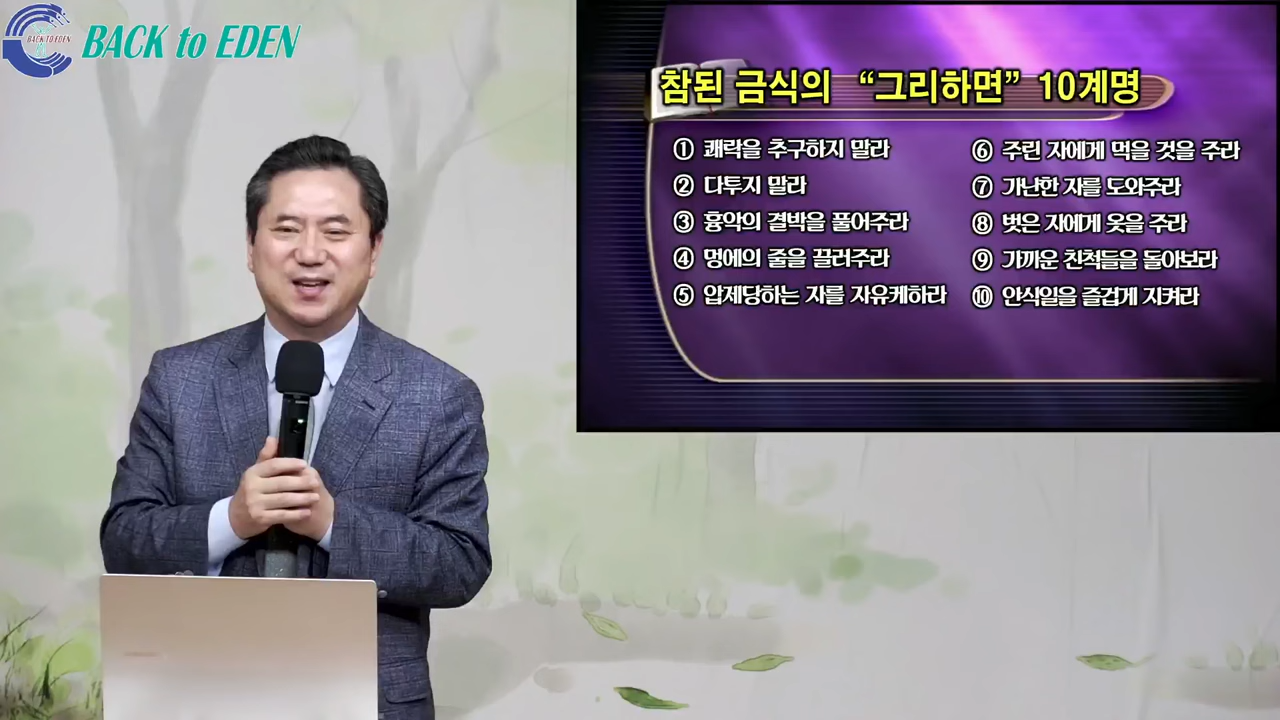 BACK TO EDEN
BACK to EDEN
참된 금식의 “그리하면” 10계명
① 쾌락을 추구하지 말라
② 다투지 말라
③ 흉악의 결박을 풀어주라
④ 멍에의 줄을 끌러주라
⑤ 압제당하는 자를 자유케하라
⑥ 주린 자에게 먹을 것을 주라
⑦ 가난한 자를 도와주라
⑧ 벗은 자에게 옷을 주라
⑨ 가까운 친척들을 돌아보라
⑩ 안식일을 즐겁게 지켜라